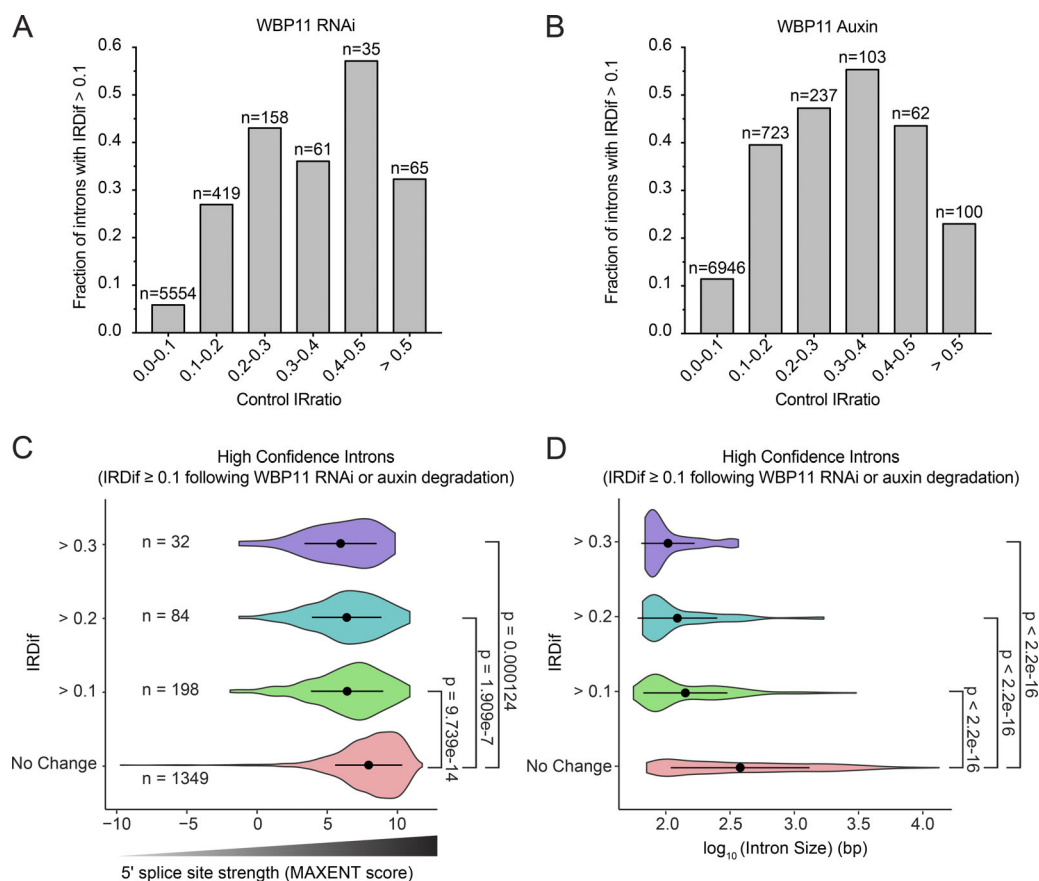 A
WBP11 RNAi
Fraction of introns with IRDif > 0.1
0.6
0.5
0.4
0.3
0.2
0.1
0.0
n=5554
n=419
n=158
n=61
n=35
n=65
0.0-0.1
0.1-0.2
0.2-0.3
0.3-0.4
0.4-0.5
> 0.5
Control IRratio
B
WBP11 Auxin
Fraction of introns with IRDif > 0.1
0.6
0.5
0.4
0.3
0.2
0.1
0.0
n=6946
n=723
n=237
n=103
n=62
n=100
0.0-0.1
0.1-0.2
0.2-0.3
0.3-0.4
0.4-0.5
> 0.5
Control IRratio
C
High Confidence Introns
(IRDif ≥ 0.1 following WBP11 RNAi or auxin degradation)
IRDif
> 0.3
> 0.2
> 0.1
No Change
n = 32
n = 84
n = 198
n = 1349
p = 9.739e-14
p = 1.909e-7
p = 0.000124
−10
−5
0
5
10
5' splice site strength (MAXENT score)
D
High Confidence Introns
(IRDif ≥ 0.1 following WBP11 RNAi or auxin degradation)
IRDif
> 0.3
> 0.2
> 0.1
No Change
p < 2.2e-16
p < 2.2e-16
p < 2.2e-16
2.0
2.5
3.0
3.5
4.0
log₁₀ (Intron Size) (bp)